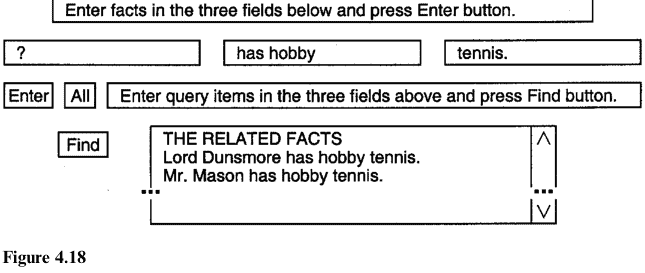 Enter facts in the three fields below and press Enter button.
? has hobby tennis.
Enter All Enter query items in the three fields above and press Find button.
Find THE RELATED FACTS
Lord Dunsmore has hobby tennis.
Mr. Mason has hobby tennis.
Figure 4.18